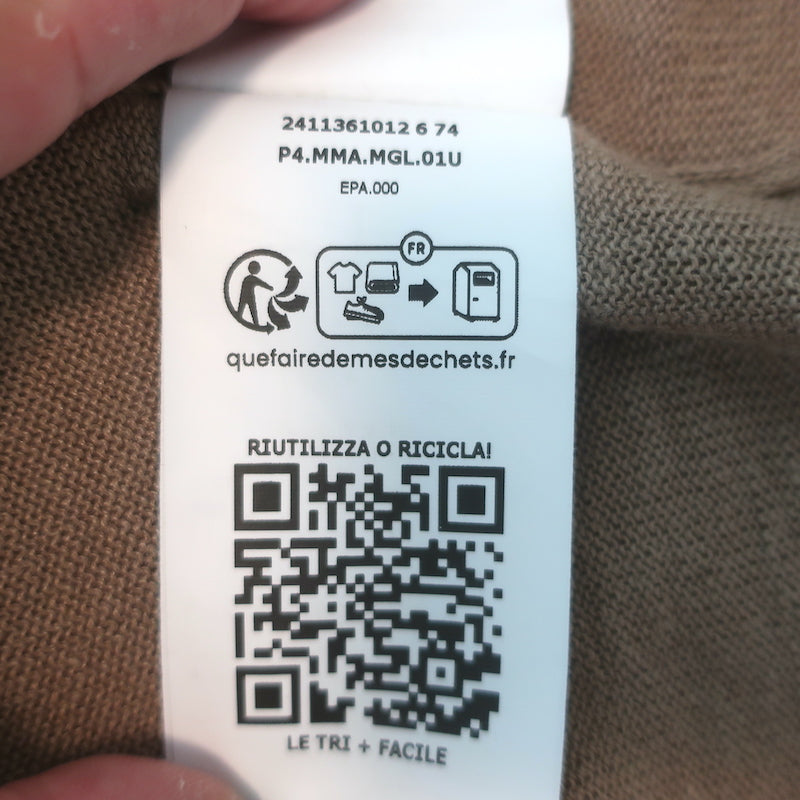 2411361012 6 74
P4.MMA.MGL.01U
EPA.000
FR
quefairedemesdechets.fr
RIUTILIZZA O RICICLA!
LE TRI + FACILE